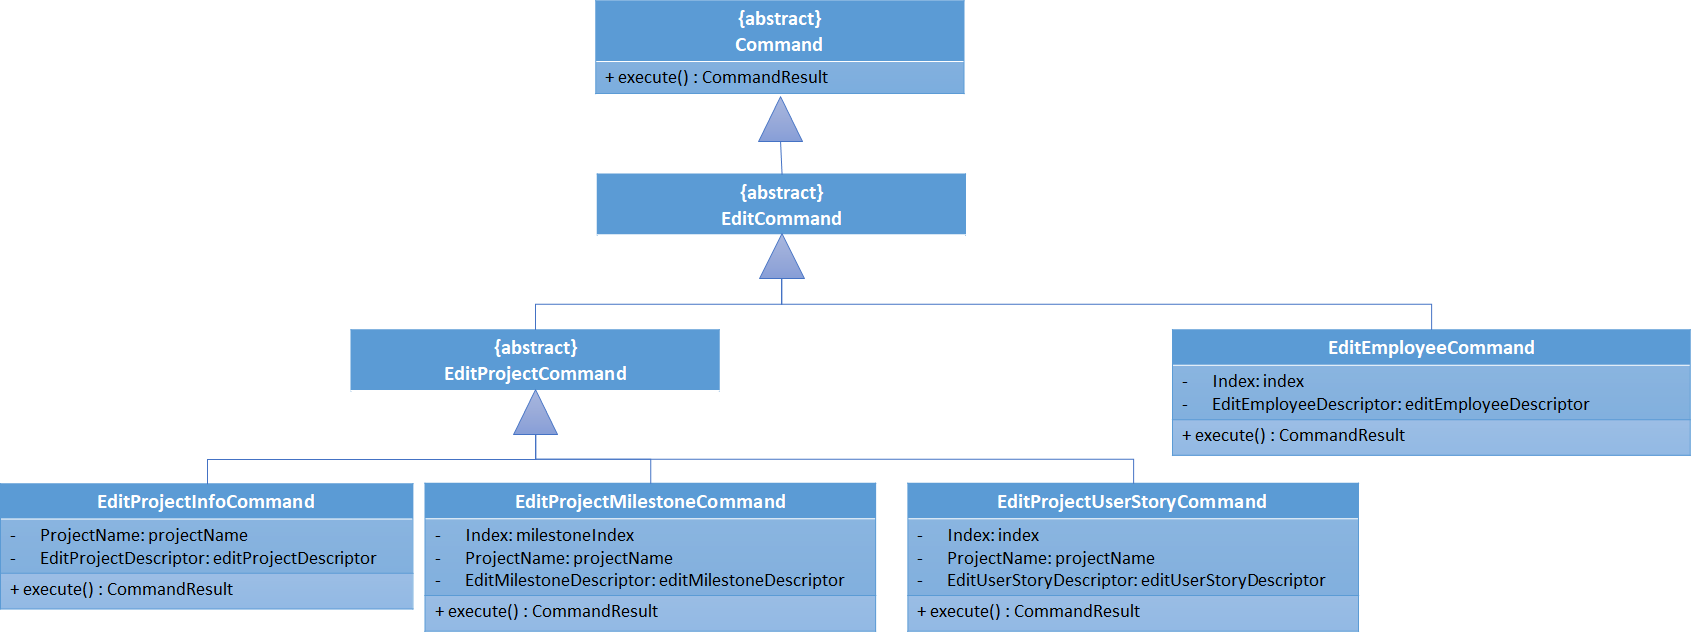 {abstract}
Command
+ execute() : CommandResult
{abstract}
EditCommand
{abstract}
EditProjectCommand
EditEmployeeCommand
- Index: index
- EditEmployeeDescriptor: editEmployeeDescriptor
+ execute() : CommandResult
EditProjectInfoCommand
- ProjectName: projectName
- EditProjectDescriptor: editProjectDescriptor
+ execute() : CommandResult
EditProjectMilestoneCommand
- Index: milestoneIndex
- ProjectName: projectName
- EditMilestoneDescriptor: editMilestoneDescriptor
+ execute() : CommandResult
EditProjectUserStoryCommand
- Index: index
- ProjectName: projectName
- EditUserStoryDescriptor: editUserStoryDescriptor
+ execute() : CommandResult